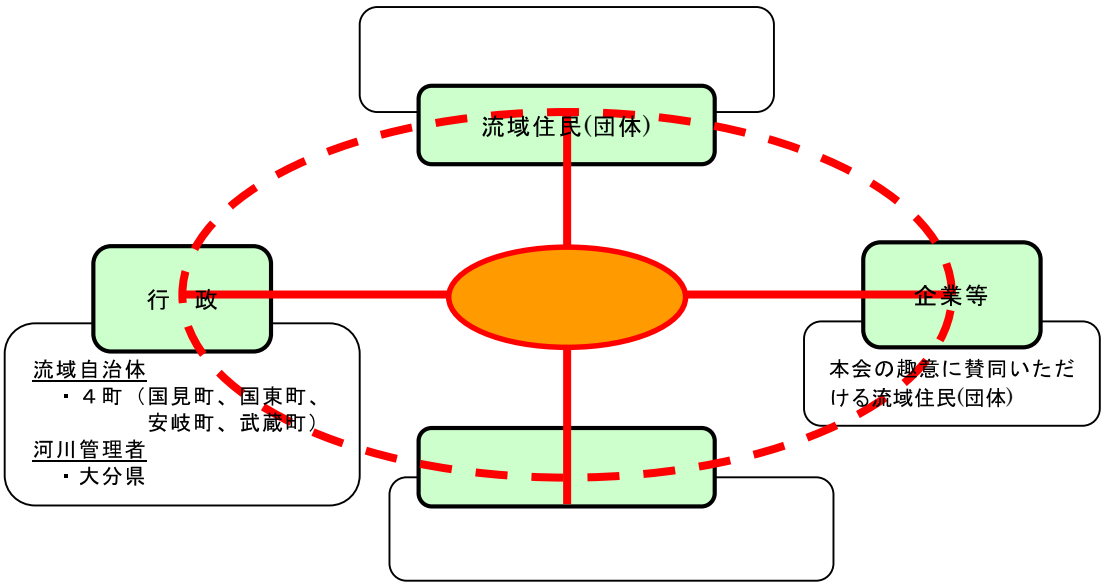 流域住民(団体)
行　政
企業等
流域自治体
・４町（国見町、国東町、
安岐町、武蔵町）
河川管理者
・大分県
本会の趣意に賛同いただ
ける流域住民(団体)